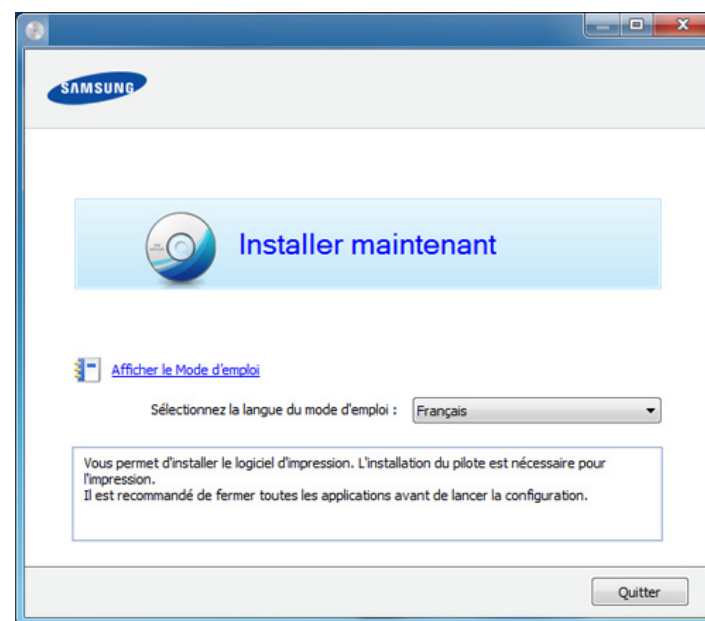 SAMSUNG
Installer maintenant
Afficher le Mode d'emploi
Sélectionnez la langue du mode d'emploi : Français
Vous permet d'installer le logiciel d'impression. L'installation du pilote est nécessaire pour
l'impression.
Il est recommandé de fermer toutes les applications avant de lancer la configuration.
Quitter